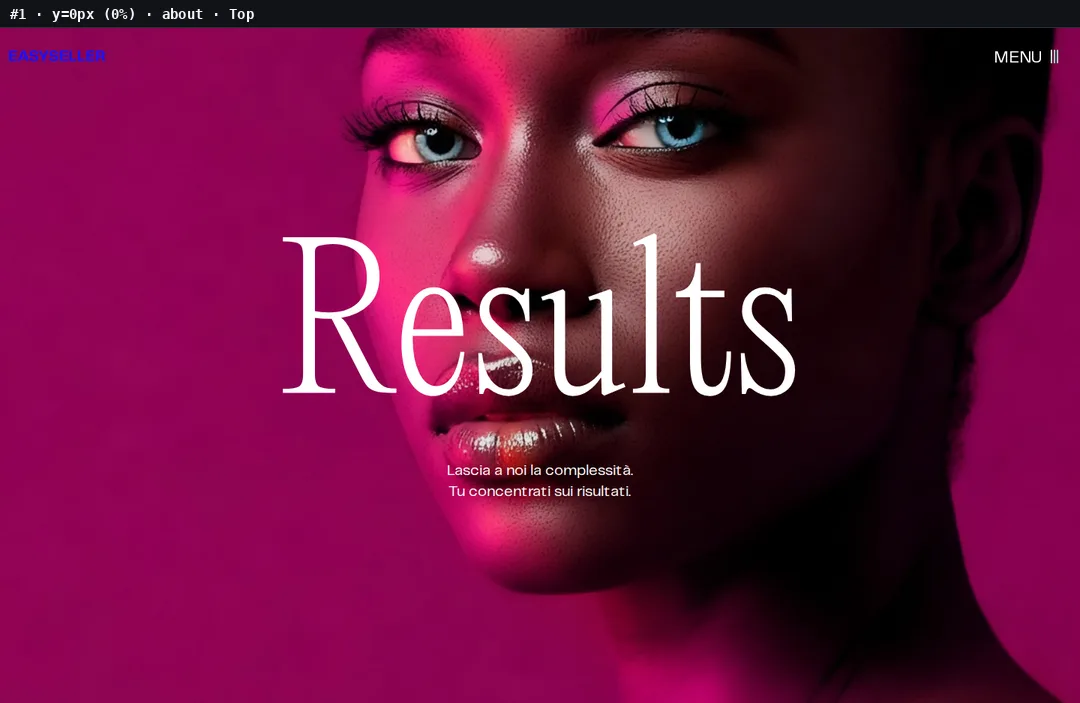 #1 · y=0px (0%) · about · Top
EASYSELLER
MENU
Results
Lascia a noi la complessità.
Tu concentrati sui risultati.